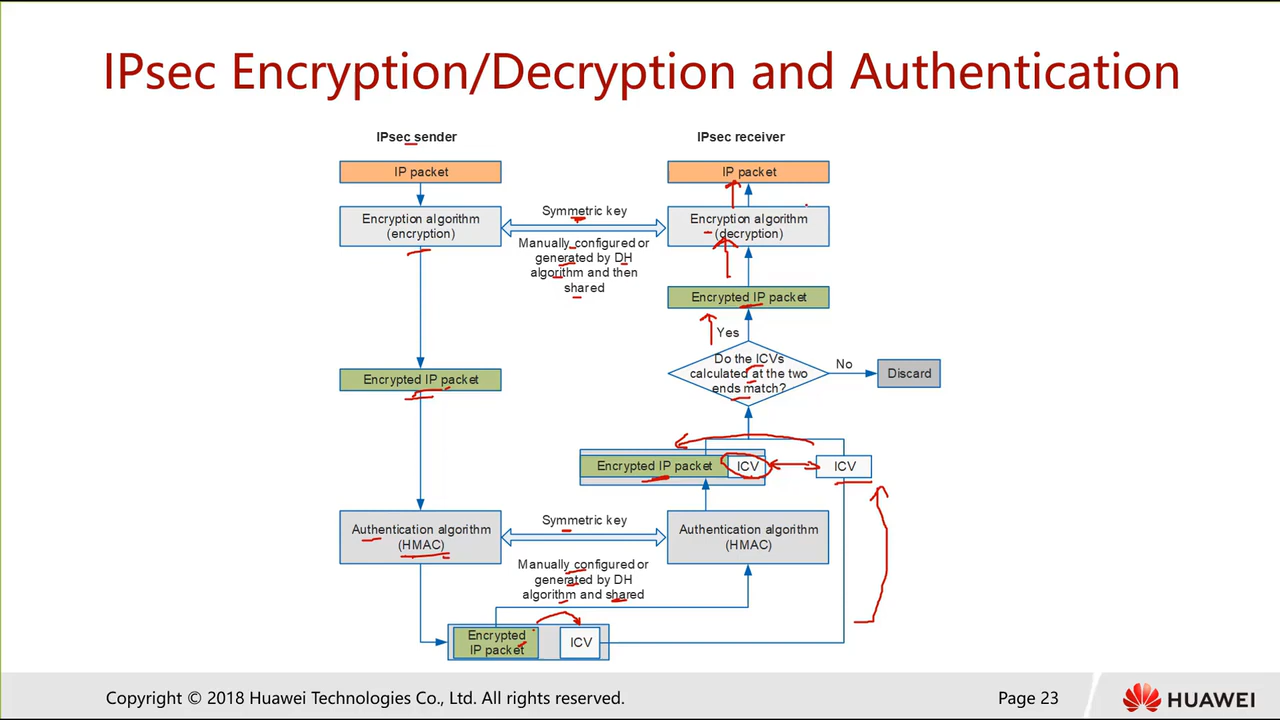 IPsec Encryption/Decryption and Authentication
IPsec sender
IPsec receiver
IP packet
IP packet
Encryption algorithm
(encryption)
Symmetric key
Encryption algorithm
(decryption)
Manually configured or
generated by DH
algorithm and then
shared
Encrypted IP packet
Yes
Do the ICVs
calculated at the two
ends match?
No
Discard
Encrypted IP packet
Encrypted IP packet
ICV
ICV
Authentication algorithm
(HMAC)
Symmetric key
Authentication algorithm
(HMAC)
Manually configured or
generated by DH
algorithm and shared
Encrypted
IP packet
ICV
Copyright © 2018 Huawei Technologies Co., Ltd. All rights reserved.
Page 23
HUAWEI